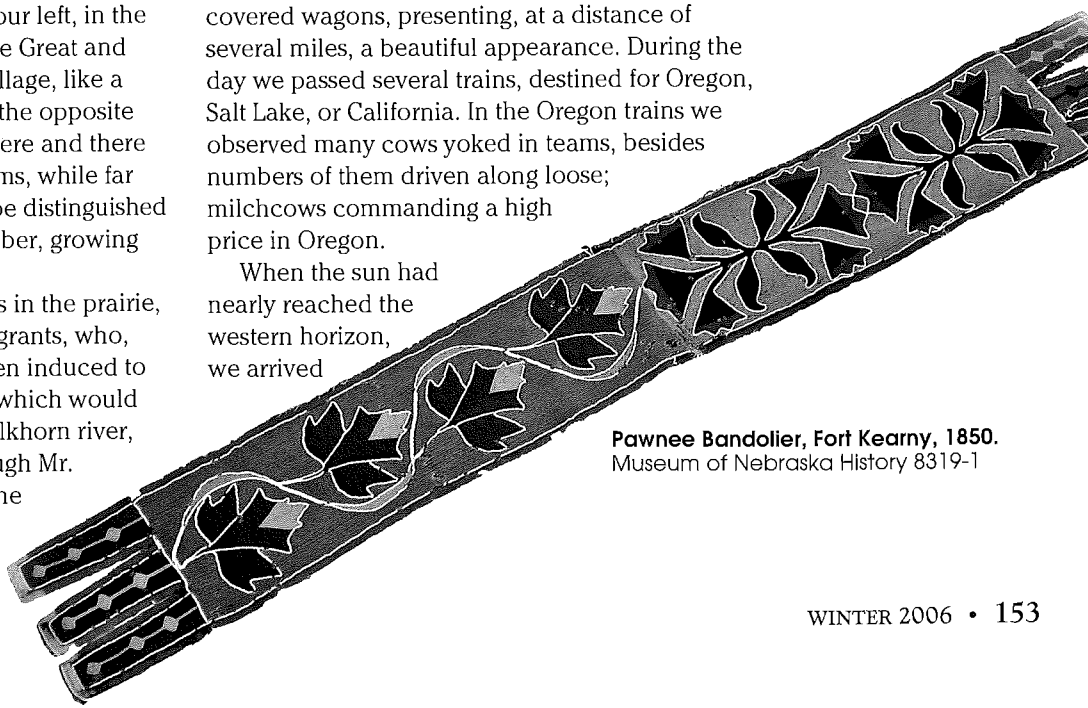 our left, in the
e Great and
llage, like a
the opposite
ere and there
ms, while far
be distinguished
ber, growing
s in the prairie,
grants, who,
en induced to
which would
lkhorn river,
ugh Mr.
ne
covered wagons, presenting, at a distance of
several miles, a beautiful appearance. During the
day we passed several trains, destined for Oregon,
Salt Lake, or California. In the Oregon trains we
observed many cows yoked in teams, besides
numbers of them driven along loose;
milchcows commanding a high
price in Oregon.
When the sun had
nearly reached the
western horizon,
we arrived
Pawnee Bandolier, Fort Kearny, 1850.
Museum of Nebraska History 8319-1
WINTER 2006 • 153